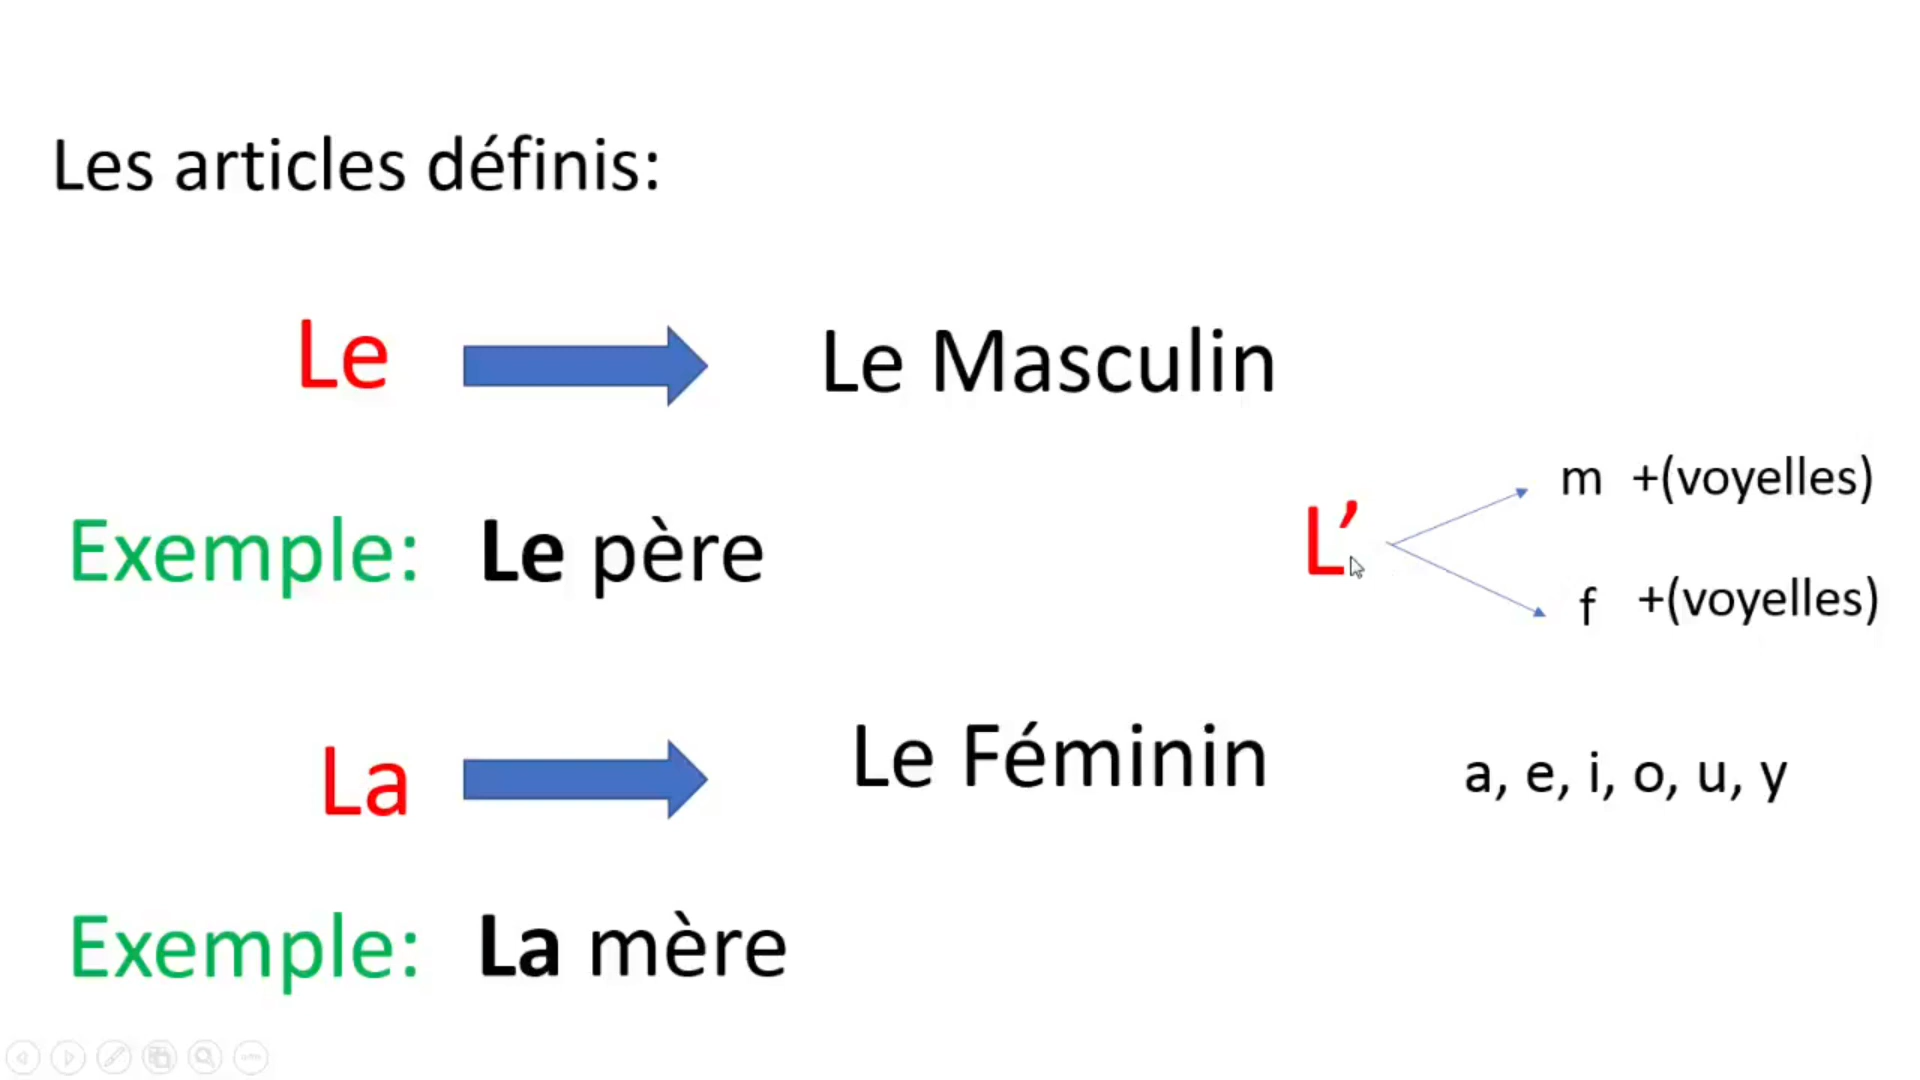 Les articles définis:
Le
Le Masculin
Exemple: Le père
L’
m +(voyelles)
f +(voyelles)
La
Le Féminin
a, e, i, o, u, y
Exemple: La mère